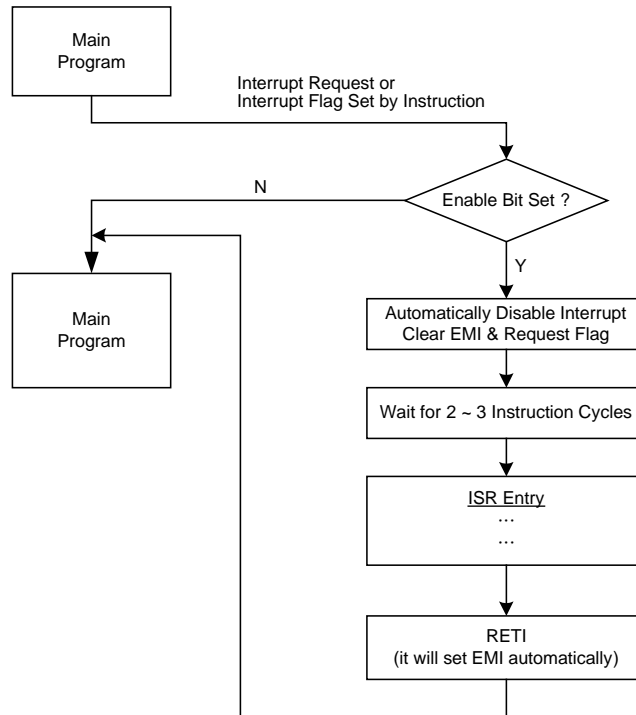 Main
Program
Interrupt Request or
Interrupt Flag Set by Instruction
Enable Bit Set ?
N
Y
Main
Program
Automatically Disable Interrupt
Clear EMI & Request Flag
Wait for 2 ~ 3 Instruction Cycles
ISR Entry
...
...
RETI
(it will set EMI automatically)